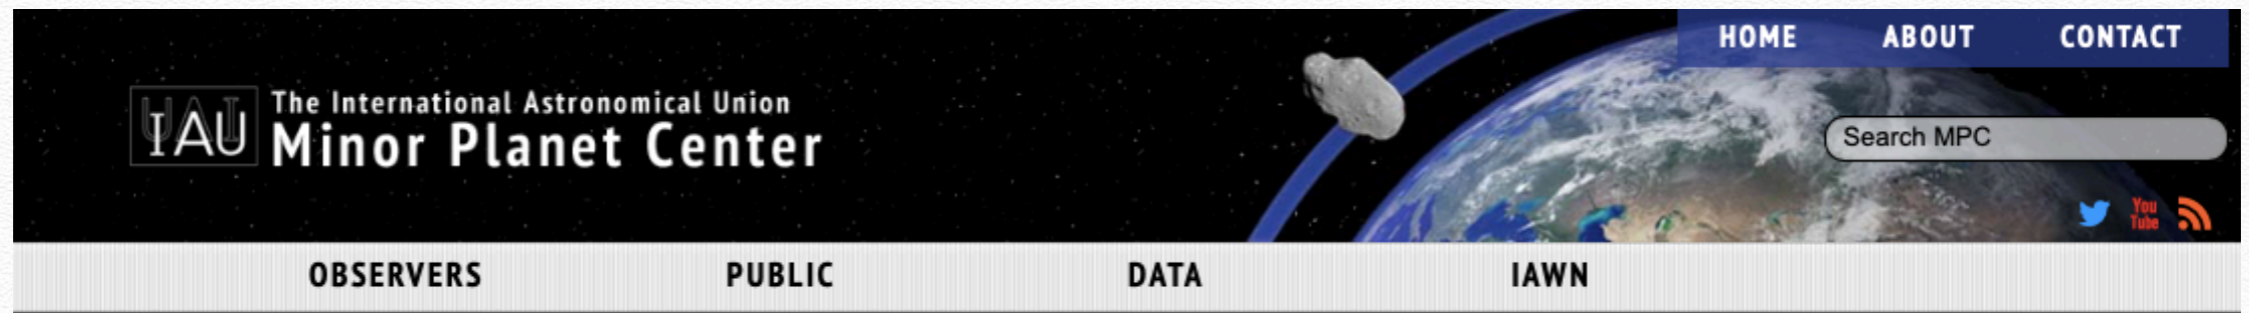 HOME ABOUT CONTACT
IAU
The International Astronomical Union
Minor Planet Center
Search MPC
You
Tube
OBSERVERS PUBLIC DATA IAWN